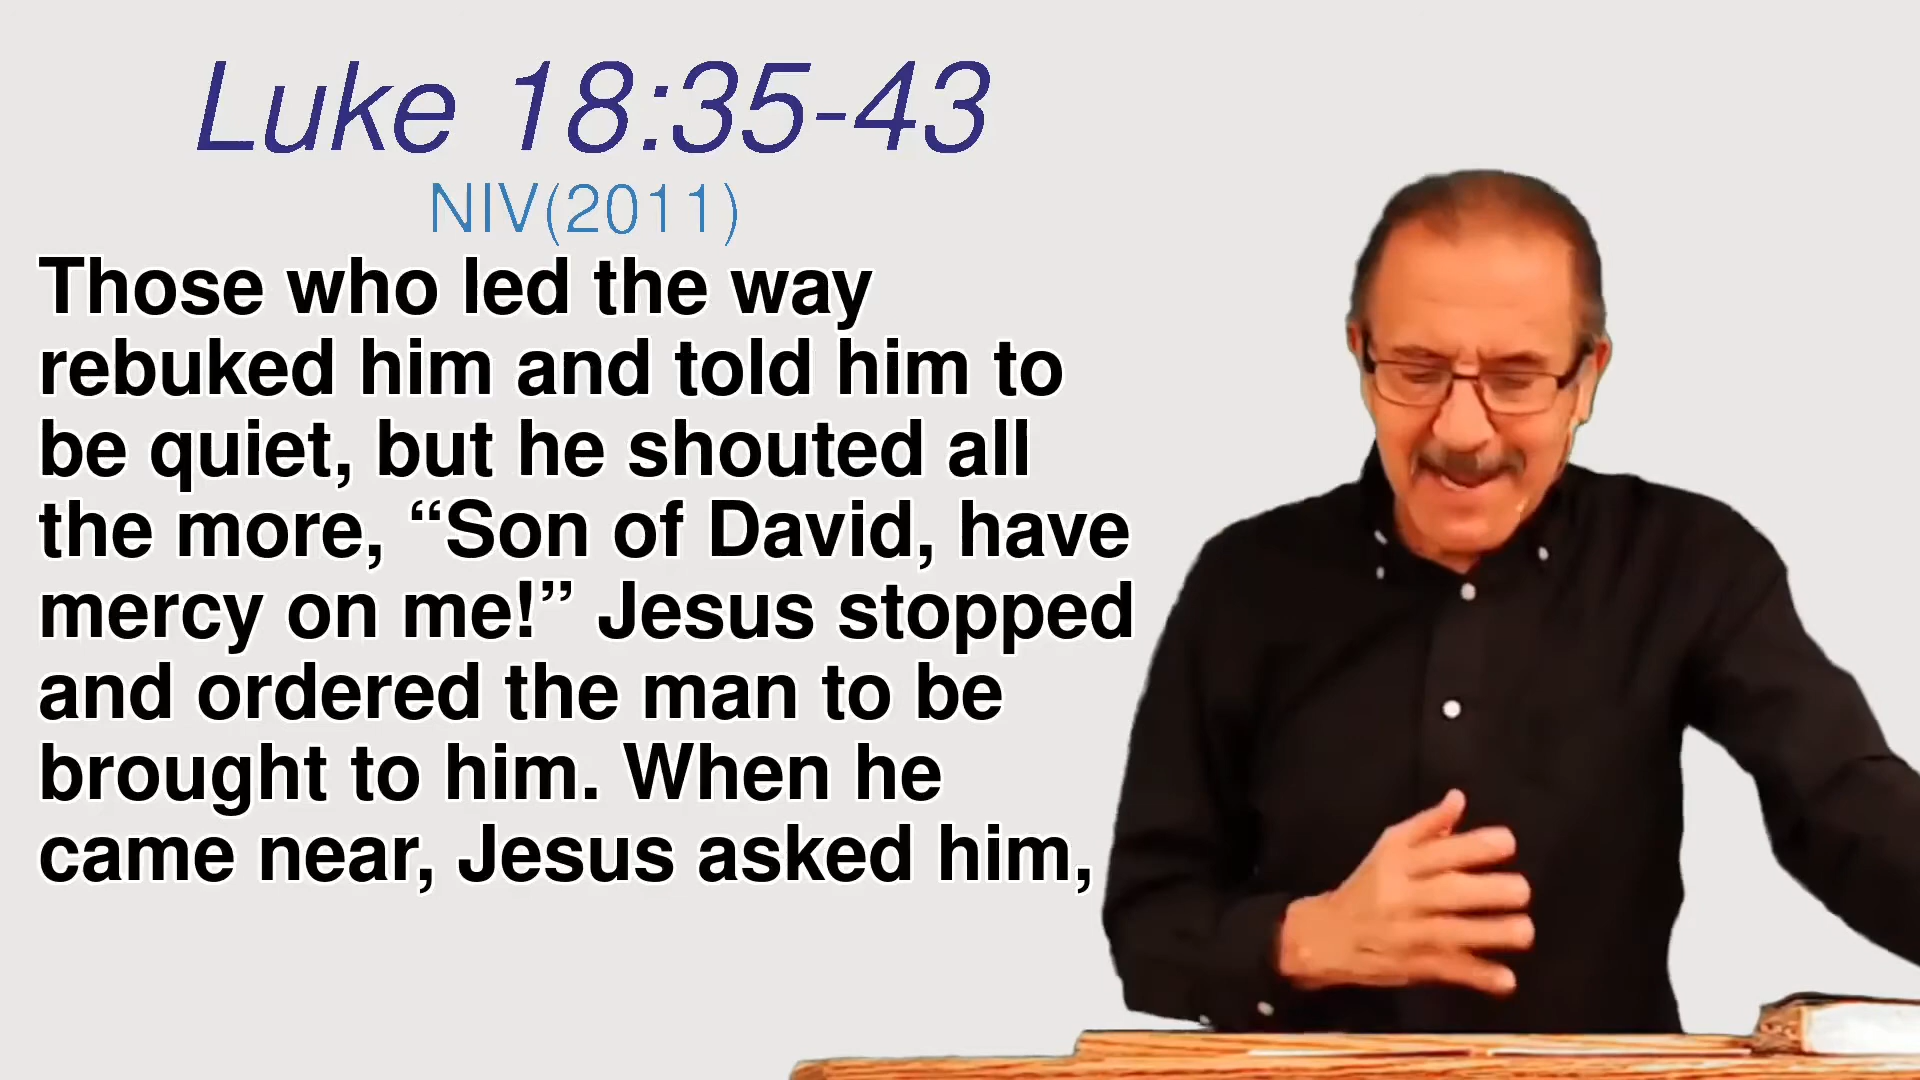 Luke 18:35-43
NIV(2011)
Those who led the way
rebuked him and told him to
be quiet, but he shouted all
the more, “Son of David, have
mercy on me!” Jesus stopped
and ordered the man to be
brought to him. When he
came near, Jesus asked him,